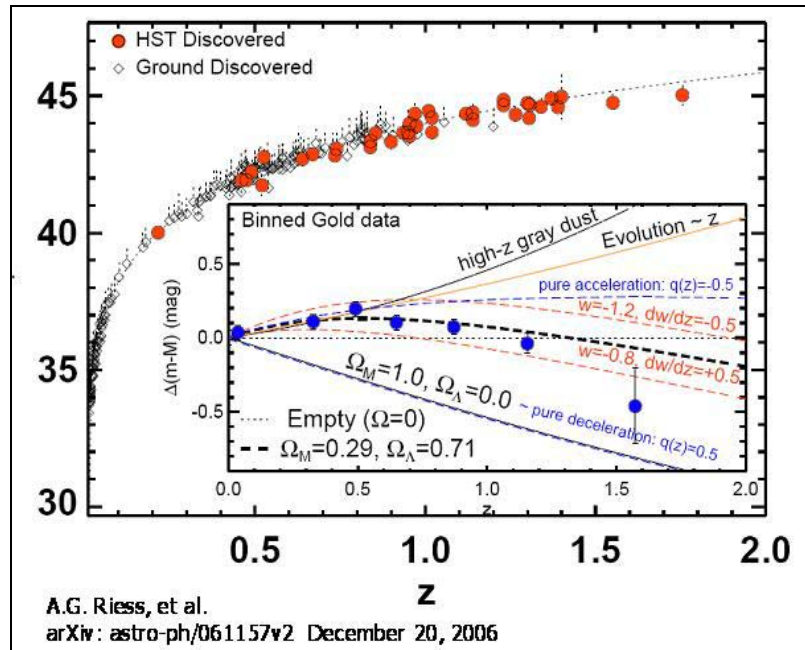 HST Discovered
Ground Discovered
45
40
35
30
Binned Gold data
high-z gray dust
Evolution ~ z
pure acceleration: q(z)=-0.5
w=-1.2, dw/dz=-0.5
w=-0.8, dw/dz=+0.5
Δ(m-M) (mag)
0.5
0.0
-0.5
Ω_M=1.0, Ω_Λ=0.0
~ pure deceleration: q(z)=0.5
Empty (Ω=0)
Ω_M=0.29, Ω_Λ=0.71
0.0 0.5 1.0 1.5 2.0
z
0.5 1.0 1.5 2.0
z
A.G. Riess, et al.
arXiv: astro-ph/061157v2 December 20, 2006